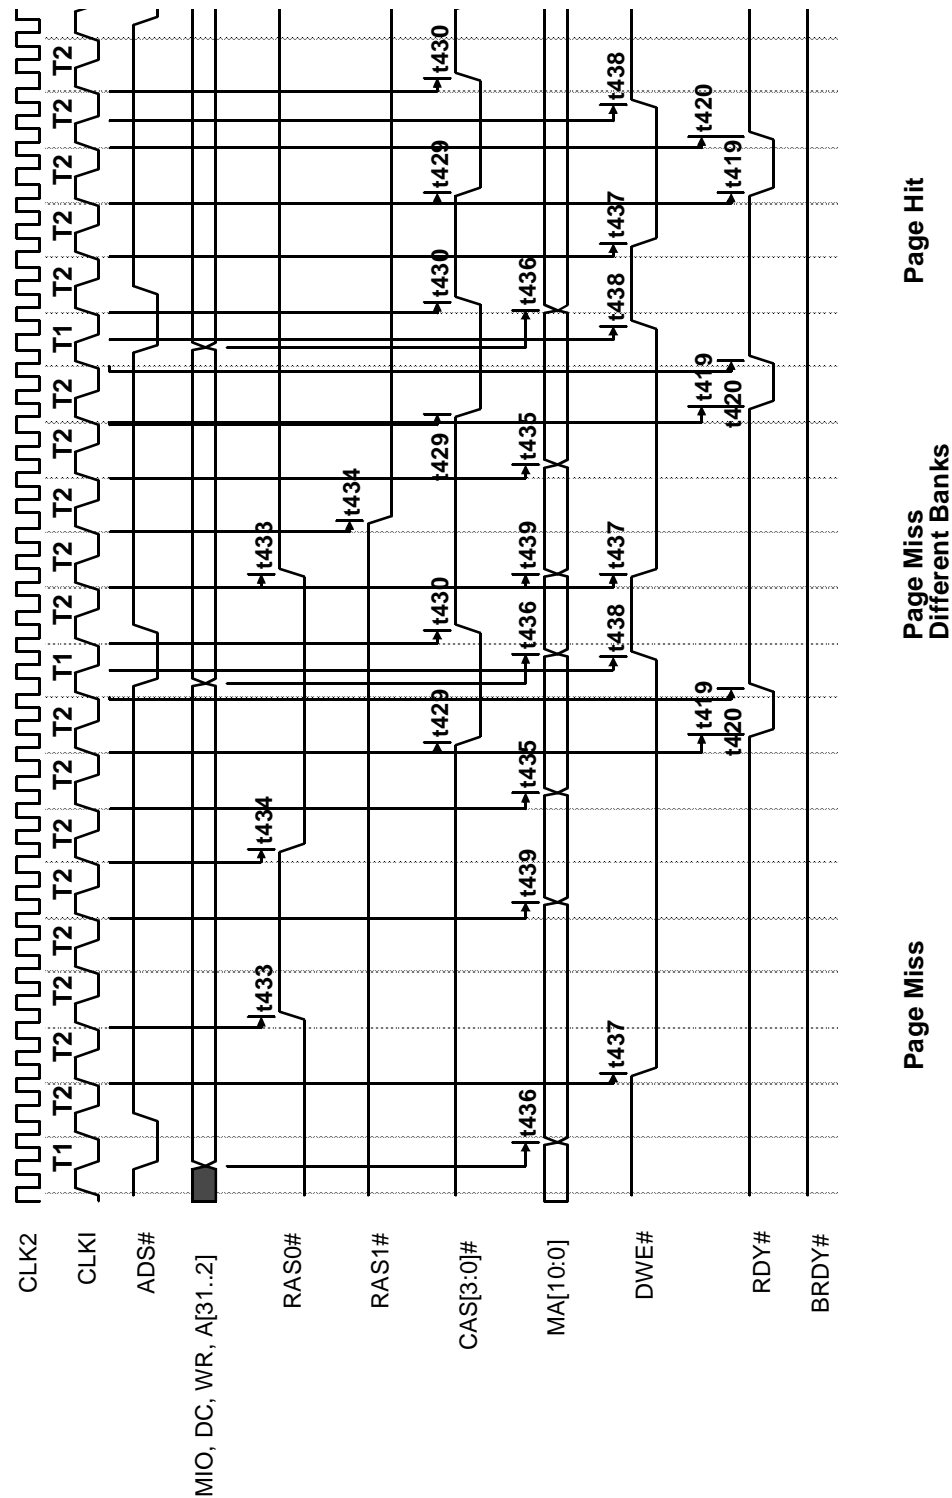 CLK2
T1 T2 T2 T2 T2 T2 T2 T2 T2 T1 T2 T2 T2 T2 T2 T1 T2 T2 T2 T2 T2
CLKI
ADS#
MIO, DC, WR, A[31..2]
t433 t434 t433
RAS0#
t434
RAS1#
t429 t430 t429 t430 t429 t430
CAS[3:0]#
t436 t439 t435 t436 t439 t435 t436
MA[10:0]
t437 t438 t437 t438 t437 t438
DWE#
t419 t419 t420
t420 t420 t419
RDY#
BRDY#
Page Miss
Page Miss
Different Banks
Page Hit